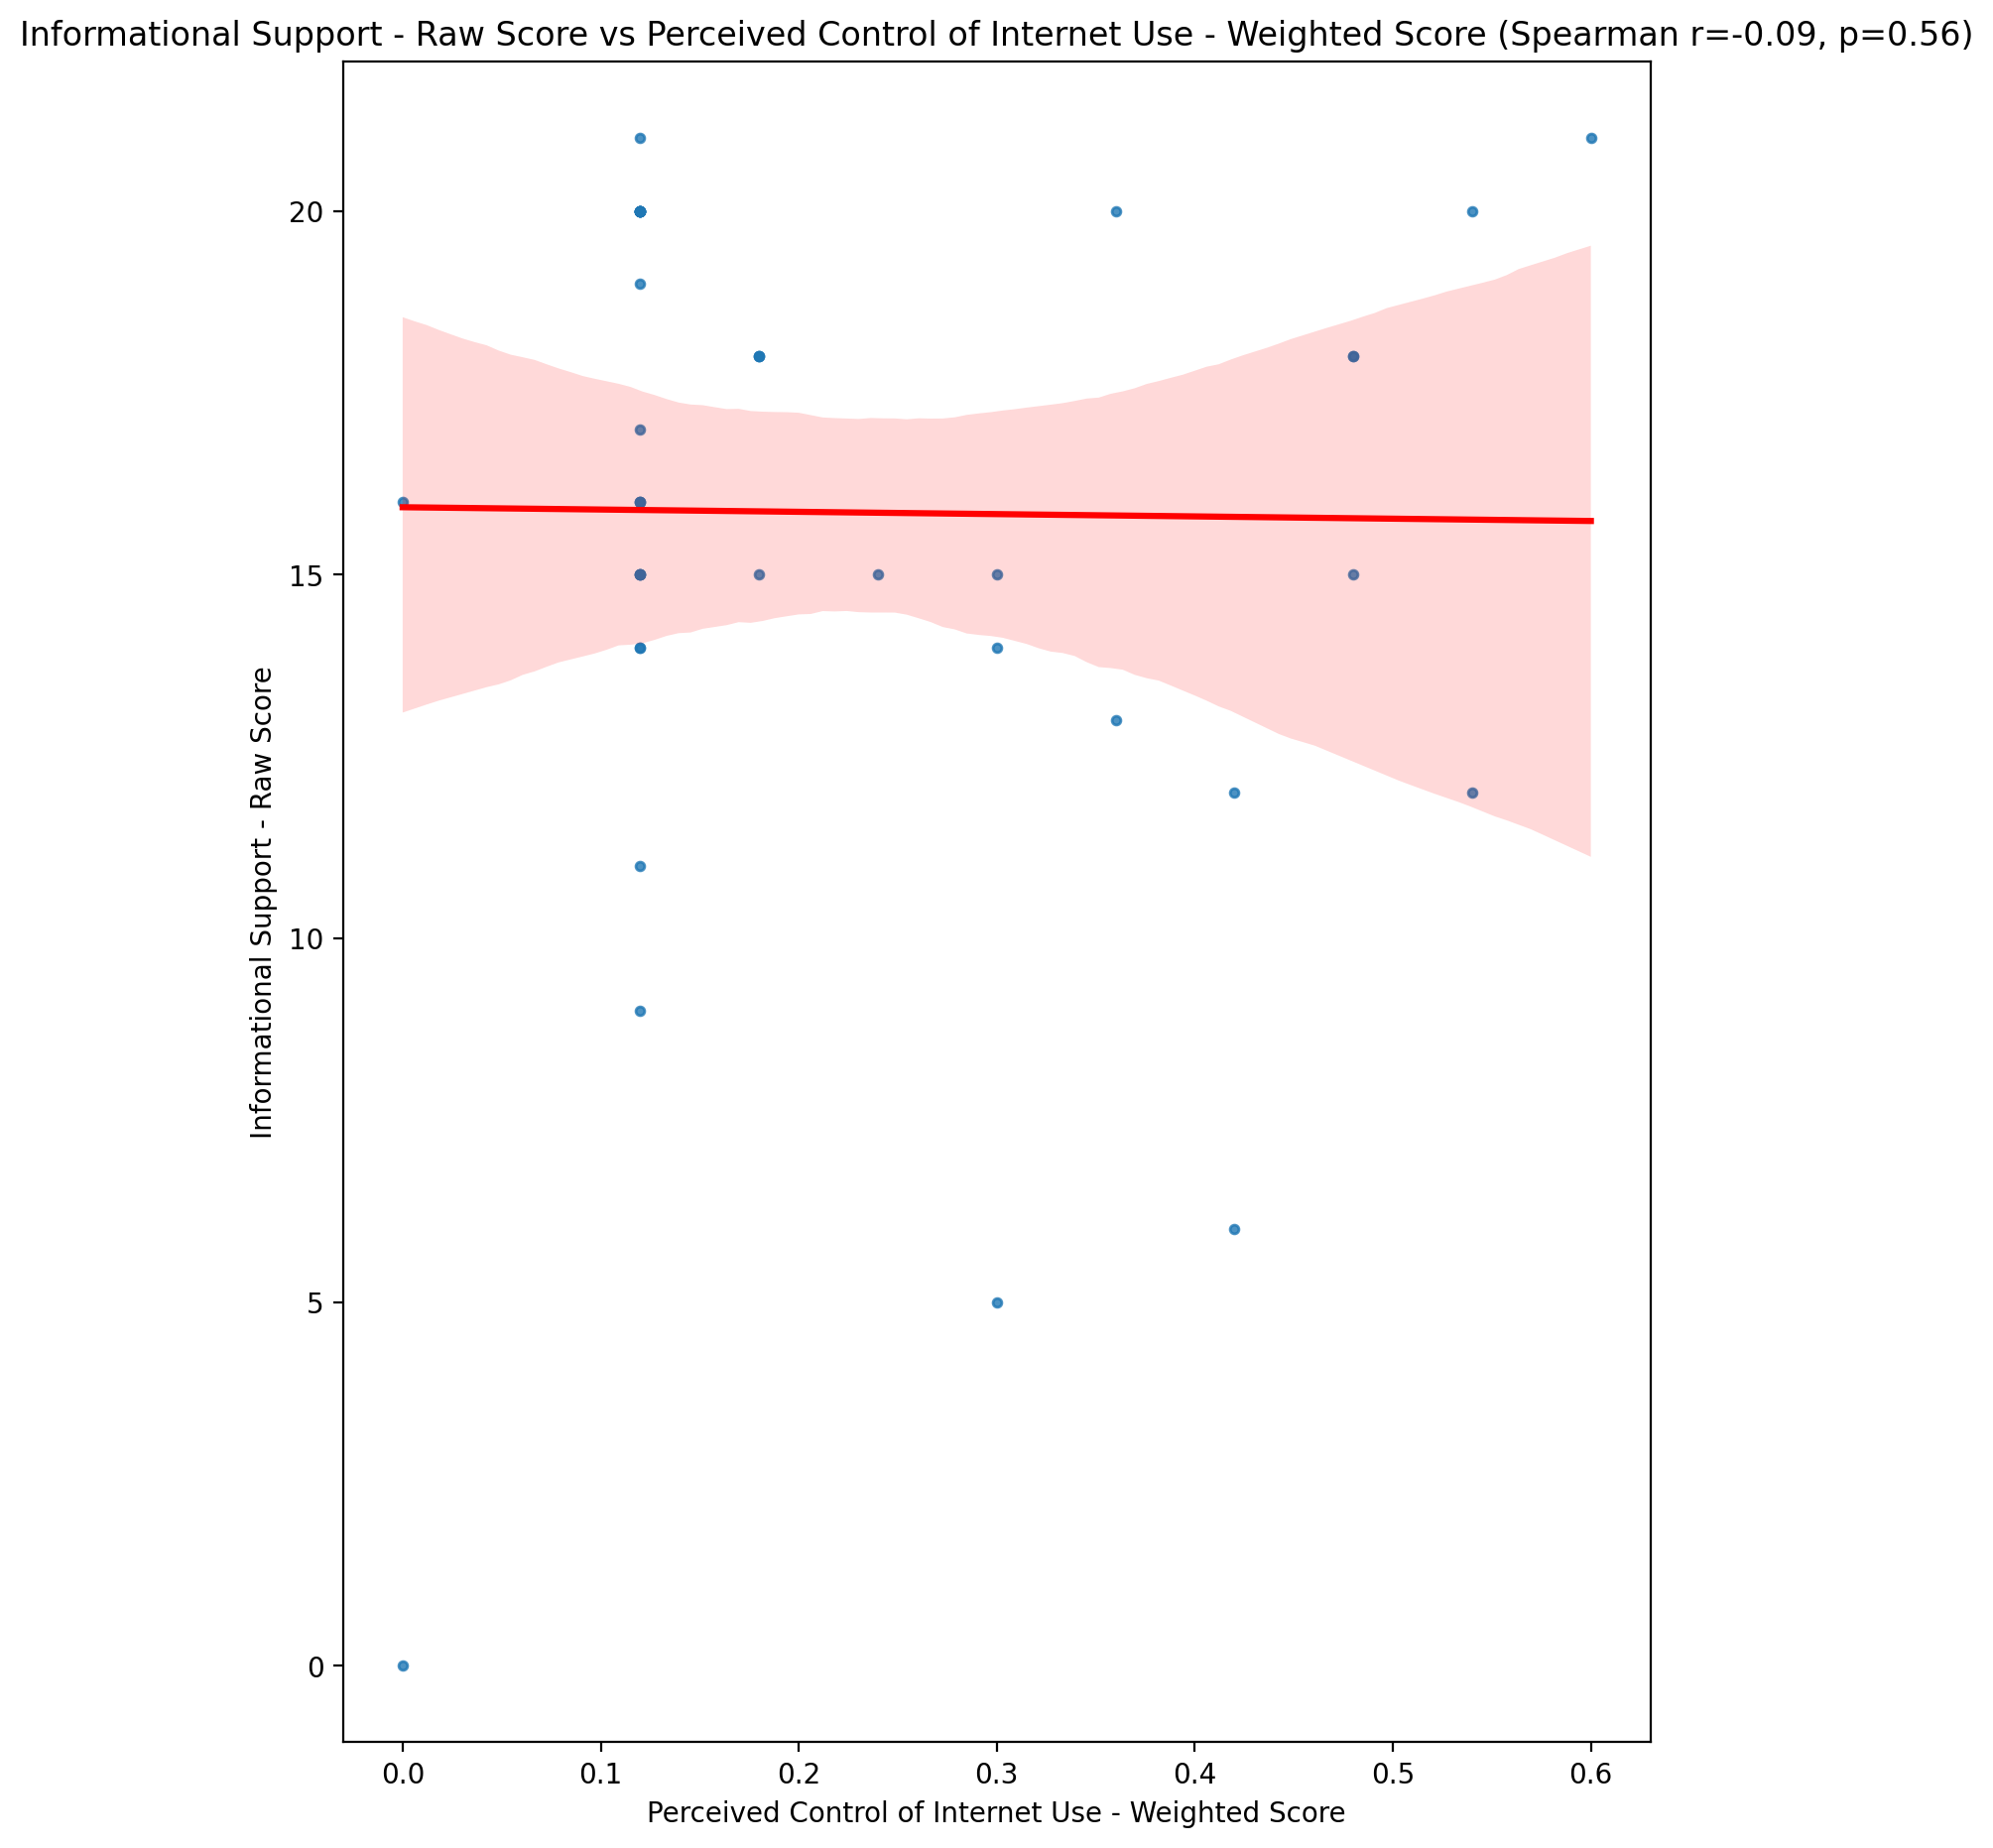 Informational Support - Raw Score vs Perceived Control of Internet Use - Weighted Score (Spearman r=-0.09, p=0.56)
Informational Support - Raw Score
20
15
10
5
0
0.0 0.1 0.2 0.3 0.4 0.5 0.6
Perceived Control of Internet Use - Weighted Score